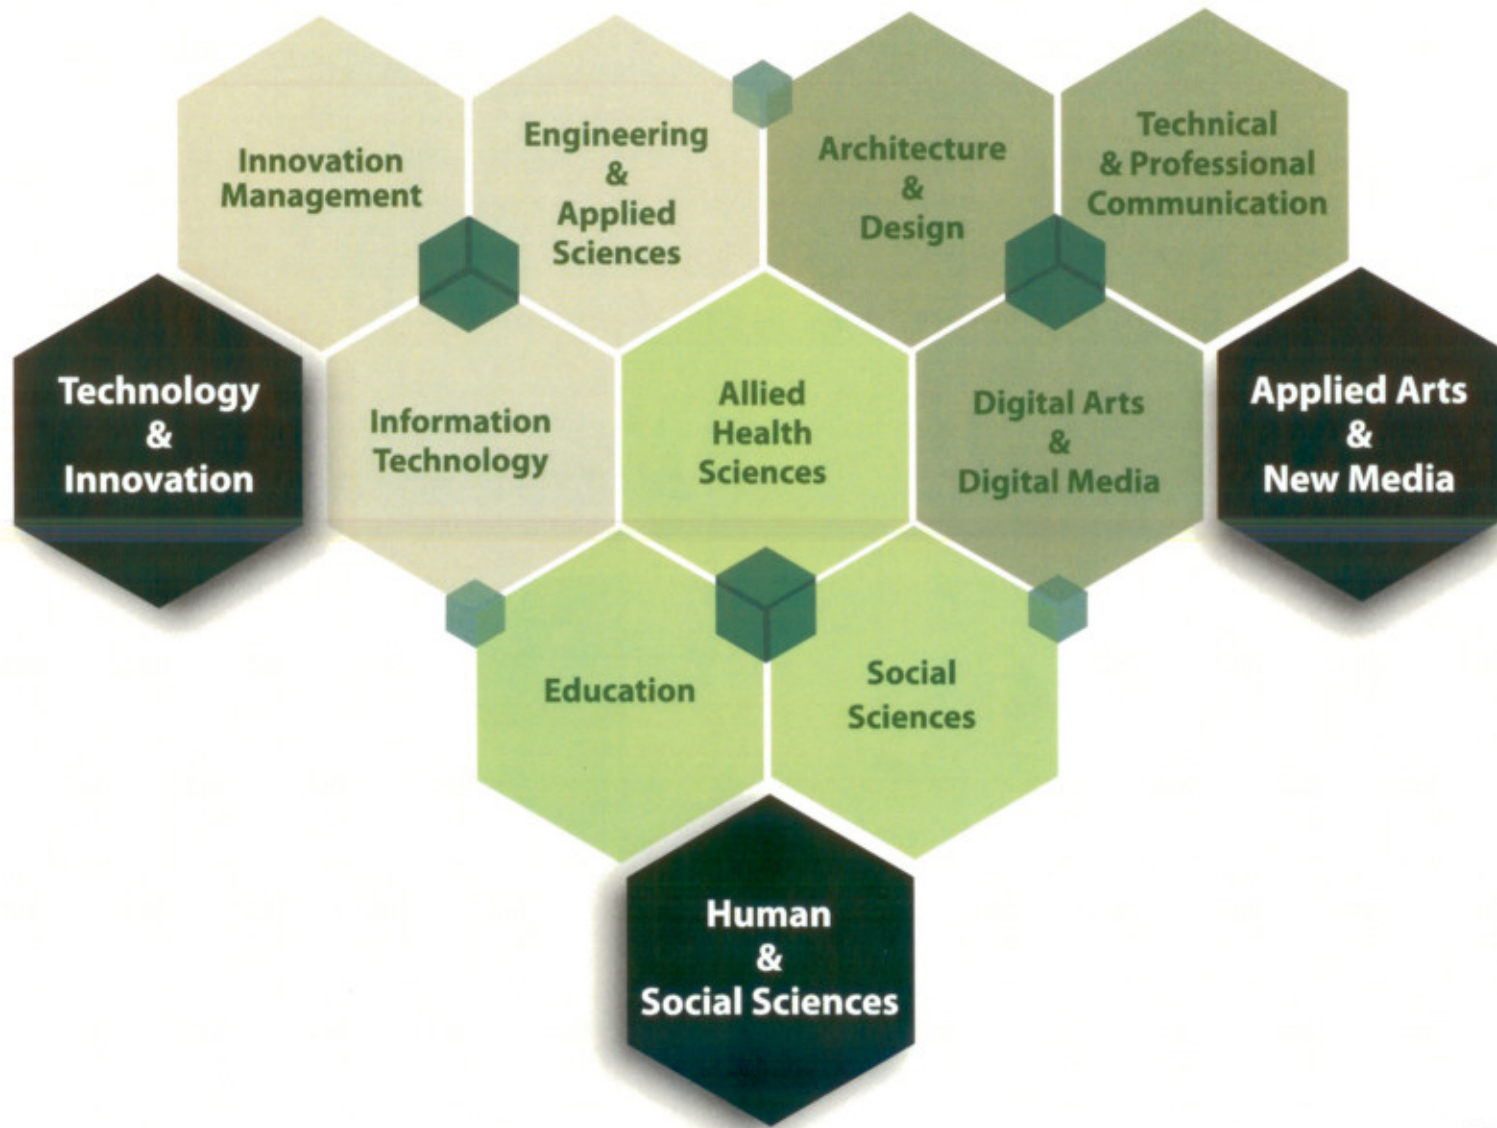 Innovation
Management
Engineering
&
Applied
Sciences
Architecture
&
Design
Technical
& Professional
Communication
Technology
&
Innovation
Information
Technology
Allied
Health
Sciences
Digital Arts
&
Digital Media
Applied Arts
&
New Media
Education
Social
Sciences
Human
&
Social Sciences